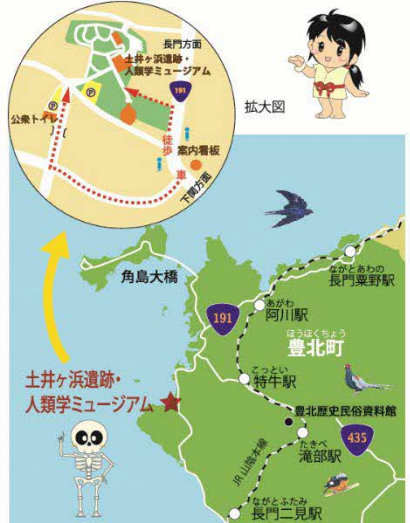 長門方面
土井ヶ浜遺跡・
人類学ミュージアム
191
P
P
公衆トイレ
徒歩
案内看板
車
下関方面
拡大図
角島大橋
ながとあわの
長門粟野駅
あがわ
阿川駅
191
ほうほくちょう
豊北町
こっとい
特牛駅
土井ヶ浜遺跡・
人類学ミュージアム
豊北歴史民俗資料館
たきべ
滝部駅
435
JR山陰本線
ながとふたみ
長門二見駅